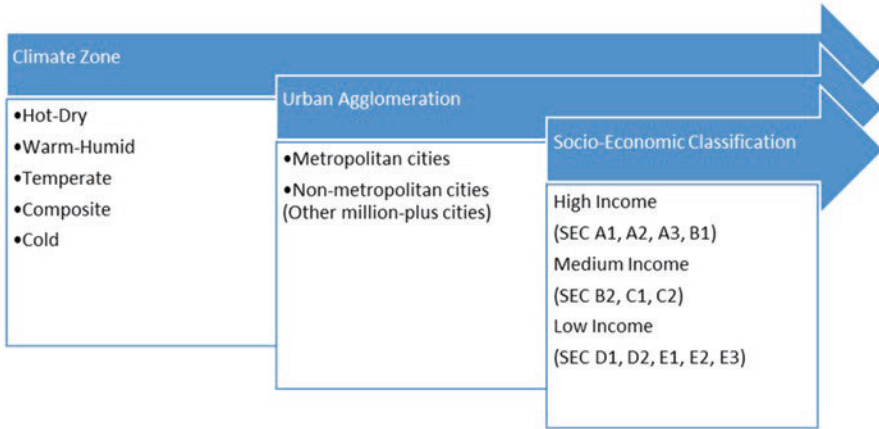 Climate Zone
•Hot-Dry
•Warm-Humid
•Temperate
•Composite
•Cold
Urban Agglomeration
•Metropolitan cities
•Non-metropolitan cities
(Other million-plus cities)
Socio-Economic Classification
High Income
(SEC A1, A2, A3, B1)
Medium Income
(SEC B2, C1, C2)
Low Income
(SEC D1, D2, E1, E2, E3)